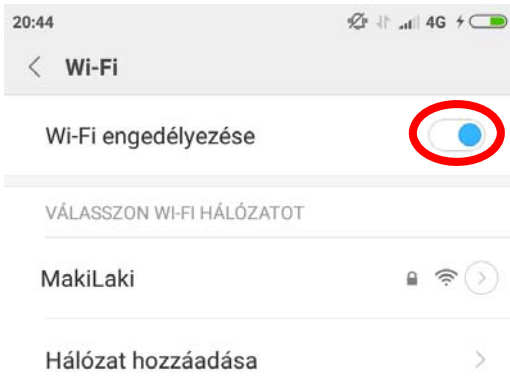 20:44 4G
Wi-Fi
Wi-Fi engedélyezése
VÁLASSZON WI-FI HÁLÓZATOT
MakiLaki
Hálózat hozzáadása